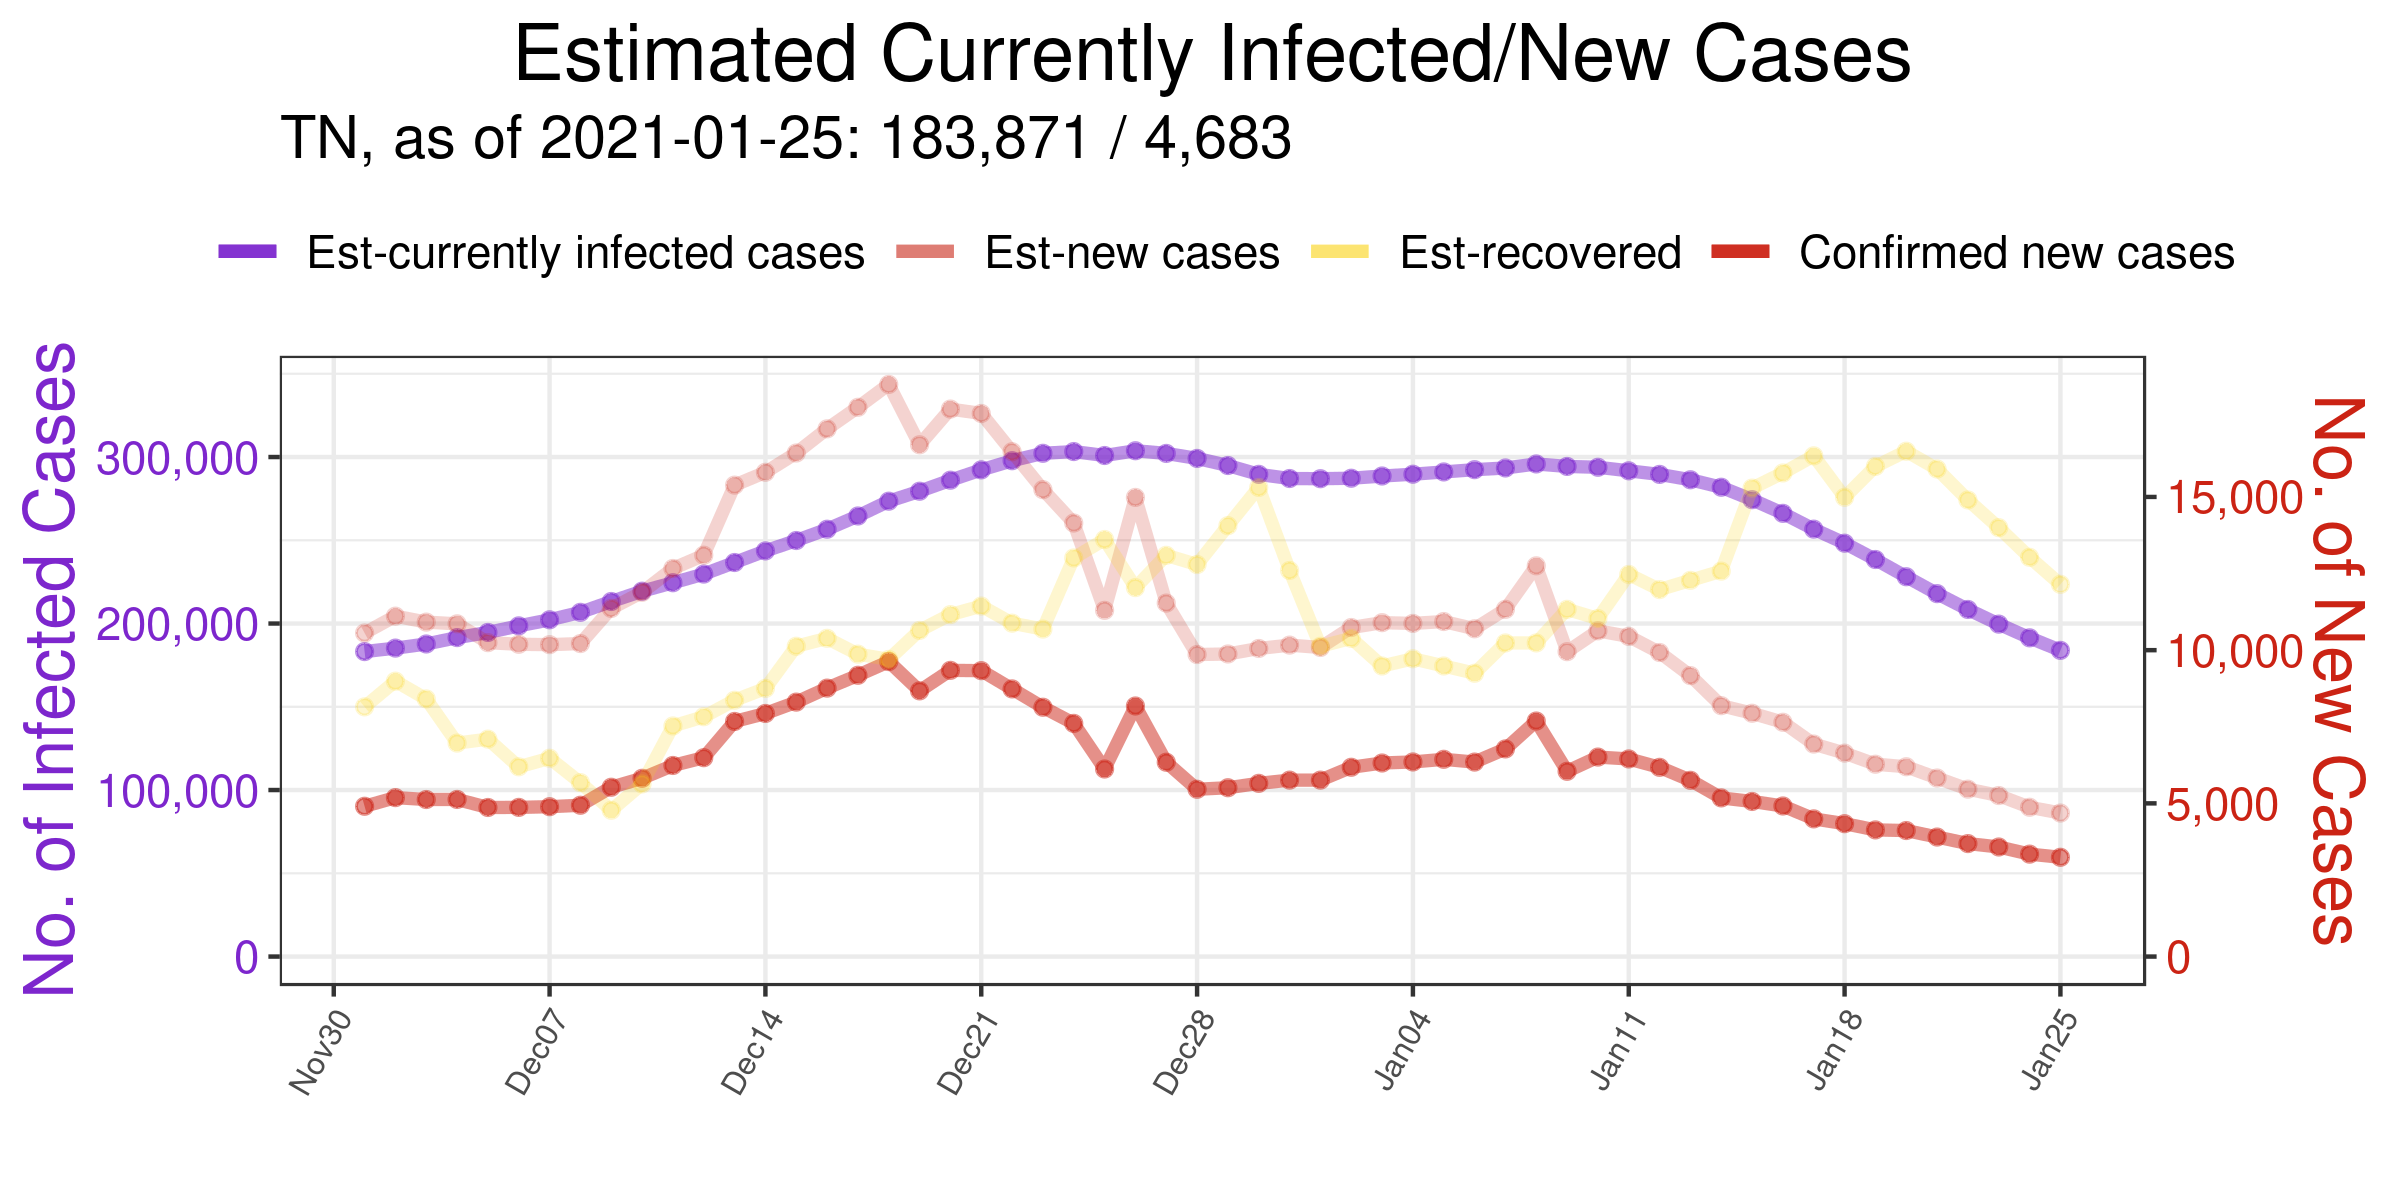 Estimated Currently Infected/New Cases
TN, as of 2021-01-25: 183,871 / 4,683
Est-currently infected cases Est-new cases Est-recovered Confirmed new cases
No. of Infected Cases
300,000
200,000
100,000
0
15,000
10,000
5,000
0
No. of New Cases
Nov30 Dec07 Dec14 Dec21 Dec28 Jan04 Jan11 Jan18 Jan25